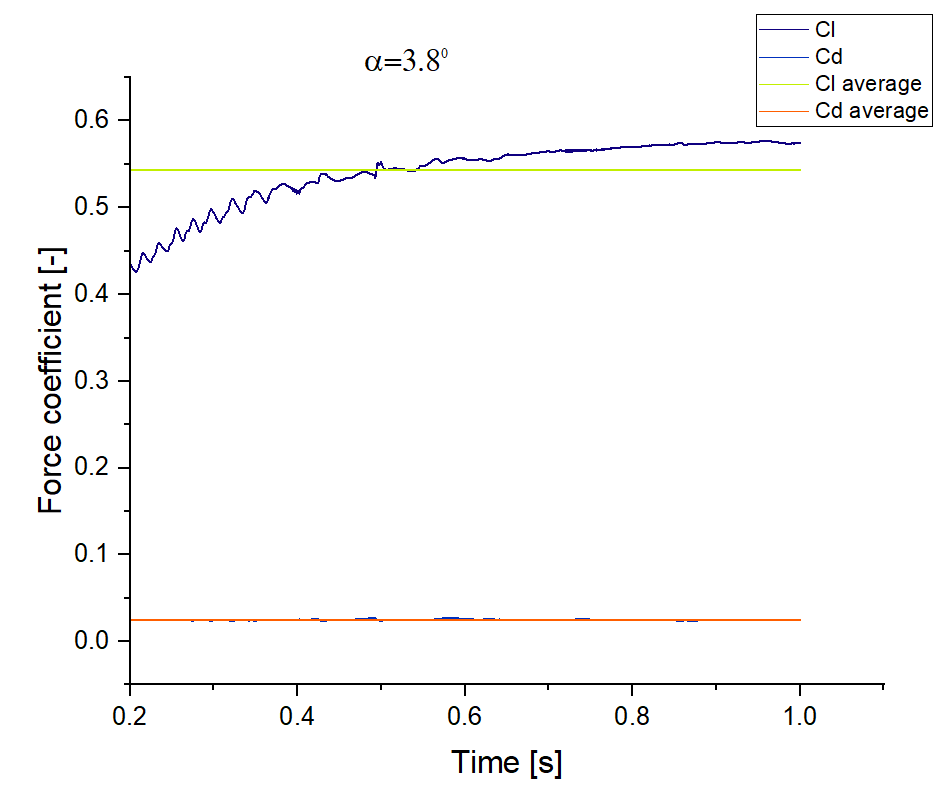 Cl
Cd
Cl average
Cd average
α=3.8⁰
0.6
0.5
0.4
0.3
0.2
0.1
0.0
Force coefficient [-]
0.2 0.4 0.6 0.8 1.0
Time [s]